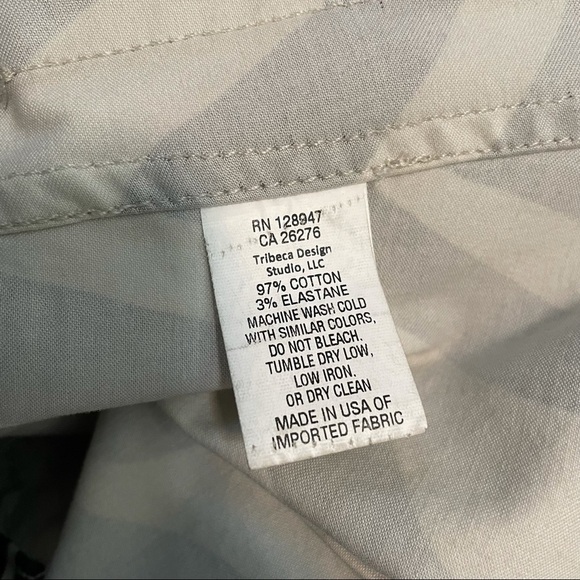 RN 128947
CA 26276
Tribeca Design
Studio, LLC
97% COTTON
3% ELASTANE
MACHINE WASH COLD
WITH SIMILAR COLORS,
DO NOT BLEACH.
TUMBLE DRY LOW,
LOW IRON.
OR DRY CLEAN
MADE IN USA OF
IMPORTED FABRIC